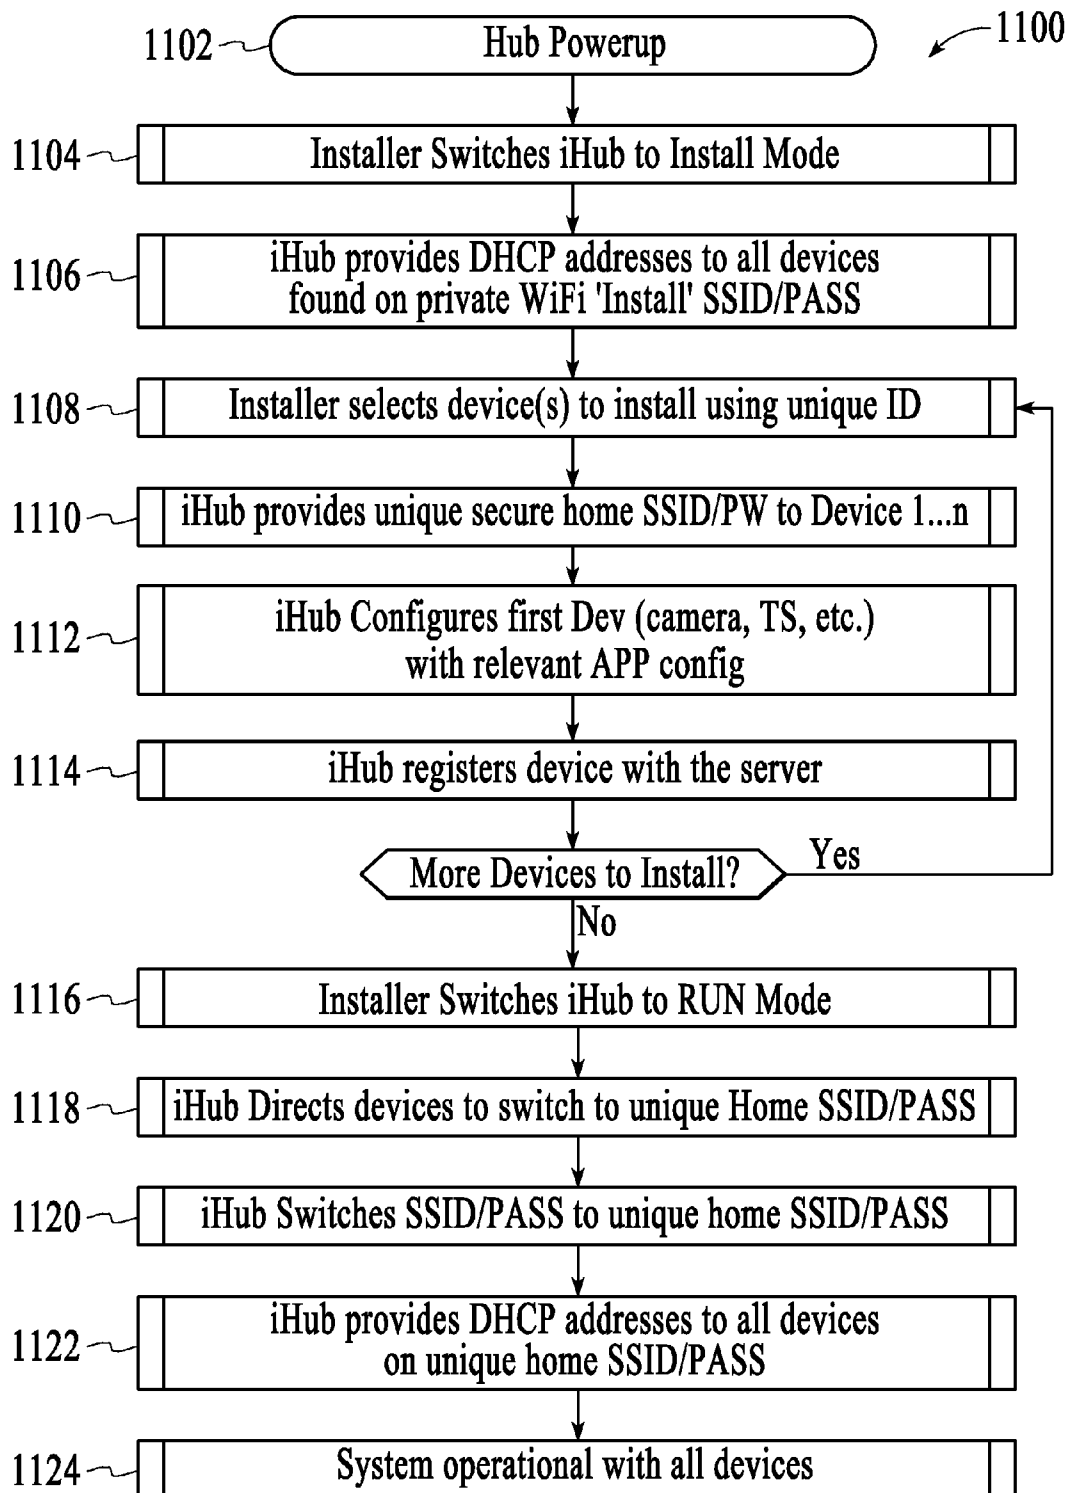 1102 Hub Powerup 1100
1104 Installer Switches iHub to Install Mode
1106 iHub provides DHCP addresses to all devices
found on private WiFi 'Install' SSID/PASS
1108 Installer selects device(s) to install using unique ID
1110 iHub provides unique secure home SSID/PW to Device 1...n
1112 iHub Configures first Dev (camera, TS, etc.)
with relevant APP config
1114 iHub registers device with the server
More Devices to Install? Yes
No
1116 Installer Switches iHub to RUN Mode
1118 iHub Directs devices to switch to unique Home SSID/PASS
1120 iHub Switches SSID/PASS to unique home SSID/PASS
1122 iHub provides DHCP addresses to all devices
on unique home SSID/PASS
1124 System operational with all devices